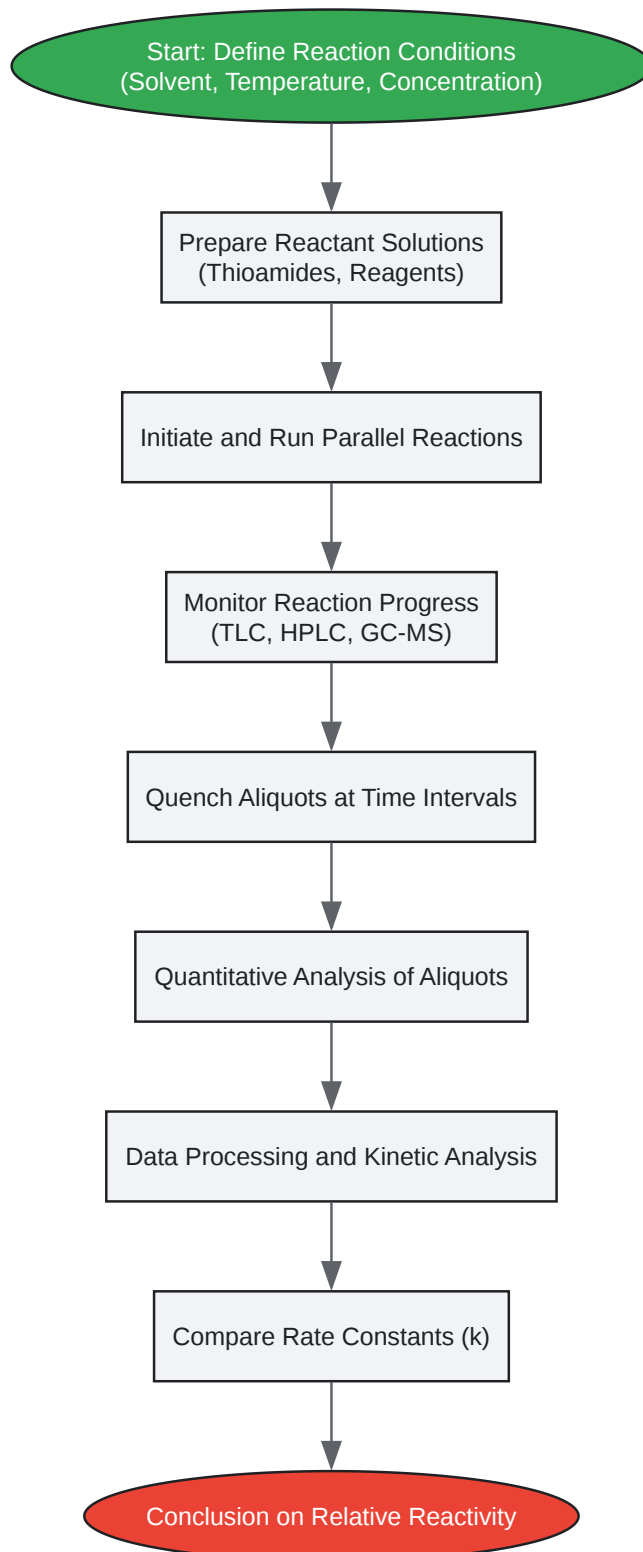 Start: Define Reaction Conditions
(Solvent, Temperature, Concentration)
Prepare Reactant Solutions
(Thioamides, Reagents)
Initiate and Run Parallel Reactions
Monitor Reaction Progress
(TLC, HPLC, GC-MS)
Quench Aliquots at Time Intervals
Quantitative Analysis of Aliquots
Data Processing and Kinetic Analysis
Compare Rate Constants (k)
Conclusion on Relative Reactivity